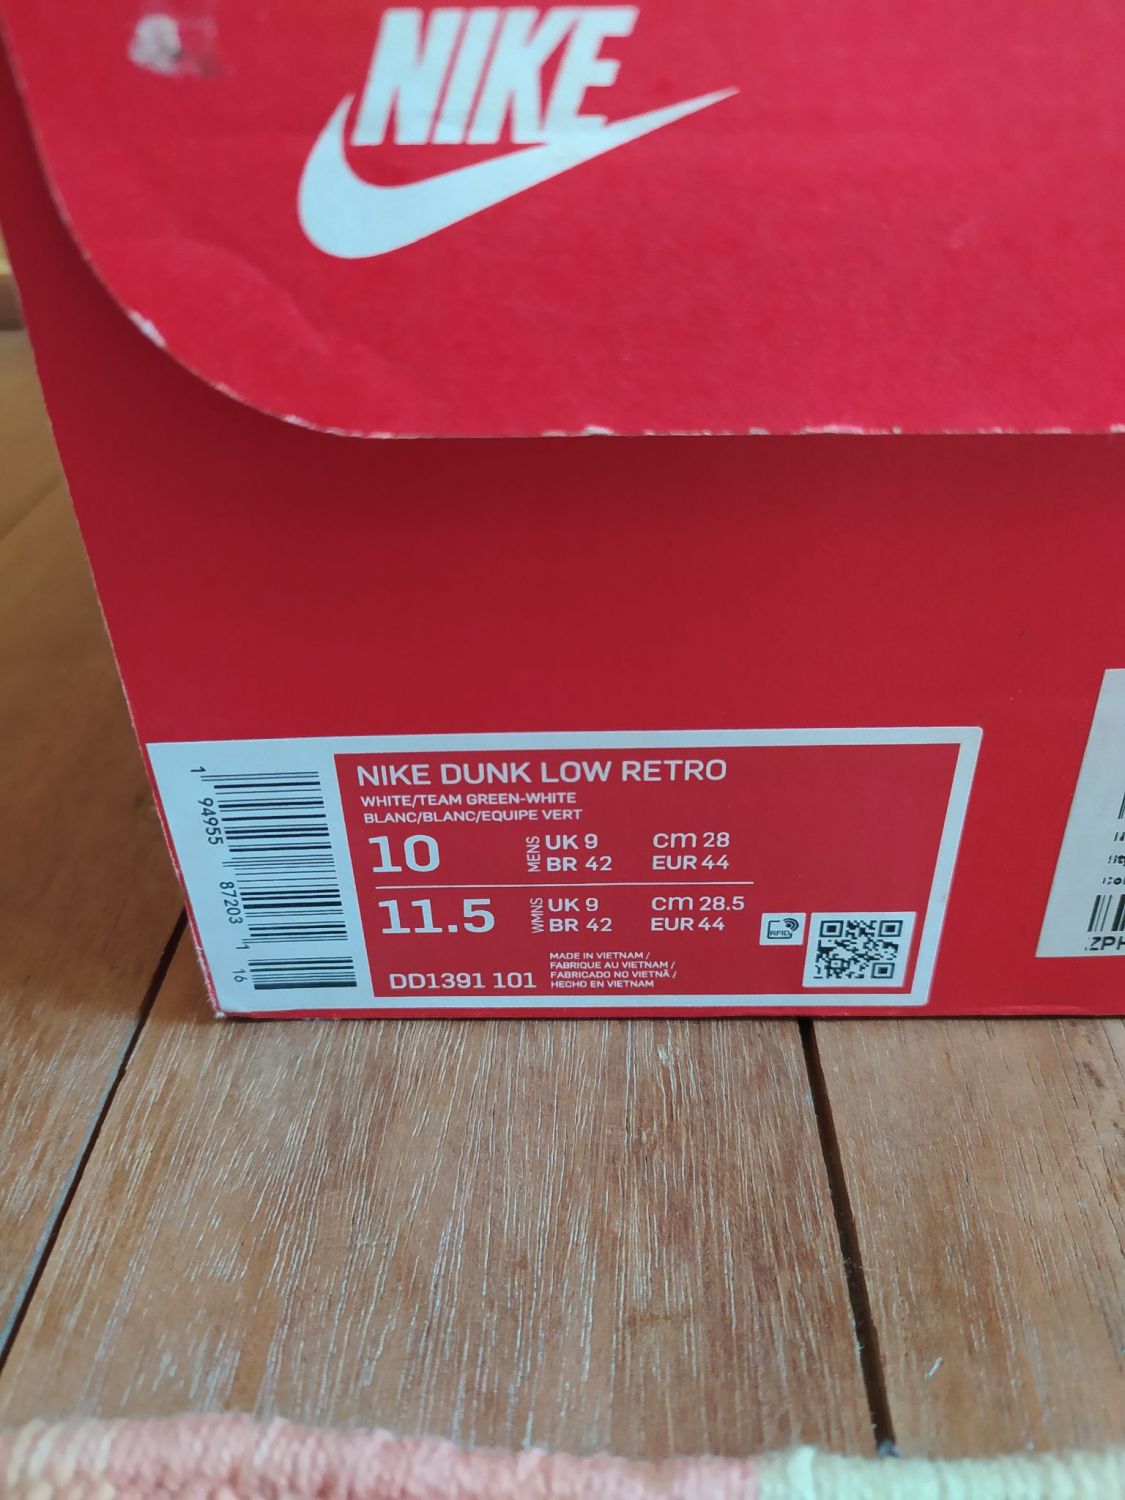 NIKE
NIKE DUNK LOW RETRO
WHITE/TEAM GREEN-WHITE
BLANC/BLANC/EQUIPE VERT
10 MENS UK 9 cm 28
BR 42 EUR 44
11.5 WMNS UK 9 cm 28.5
BR 42 EUR 44
RFID
DD1391 101
MADE IN VIETNAM /
FABRIQUE AU VIETNAM /
FABRICADO NO VIETNÃ /
HECHO EN VIETNAM
1 94955 87203 1 16